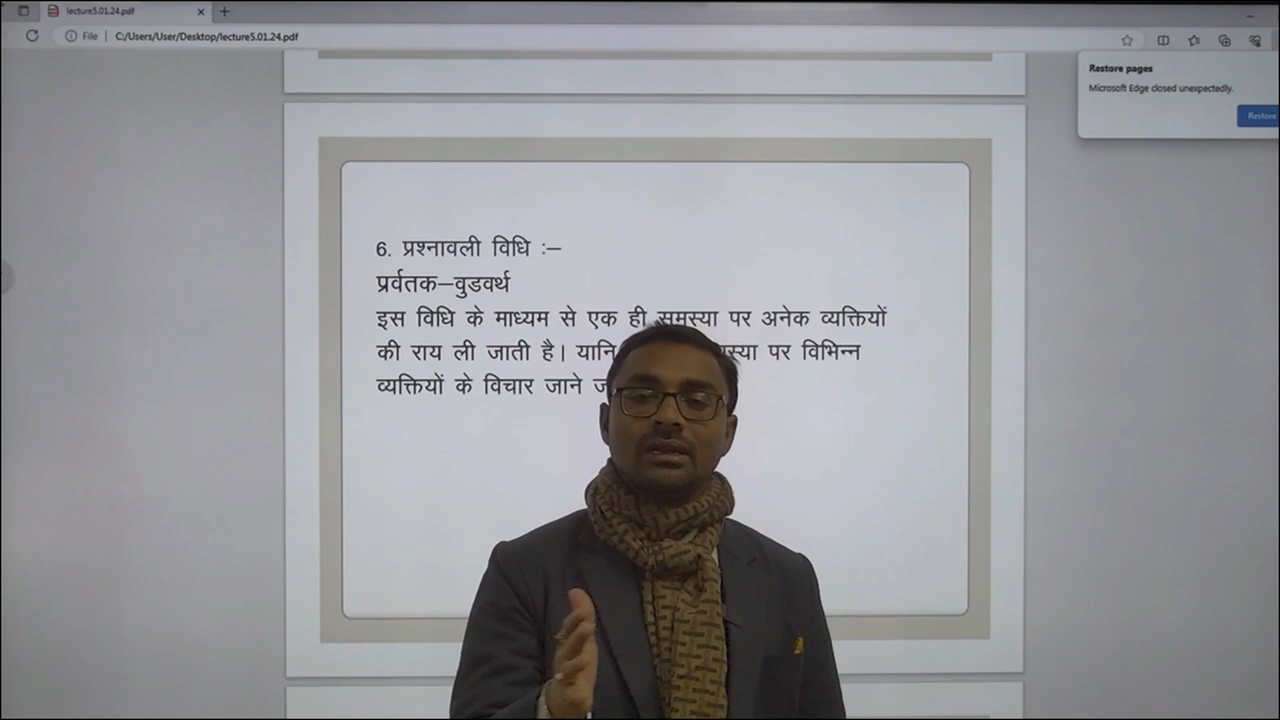 lecture5.01.24.pdf
File
C:/Users/User/Desktop/lecture5.01.24.pdf
Restore pages
Microsoft Edge closed unexpectedly.
Restore
6. प्रश्नावली विधि :–
प्रर्वतक–वुडवर्थ
इस विधि के माध्यम से एक ही समस्या पर अनेक व्यक्तियों
की राय ली जाती है। यानि पर विभिन्न
व्यक्तियों के विचार जाने